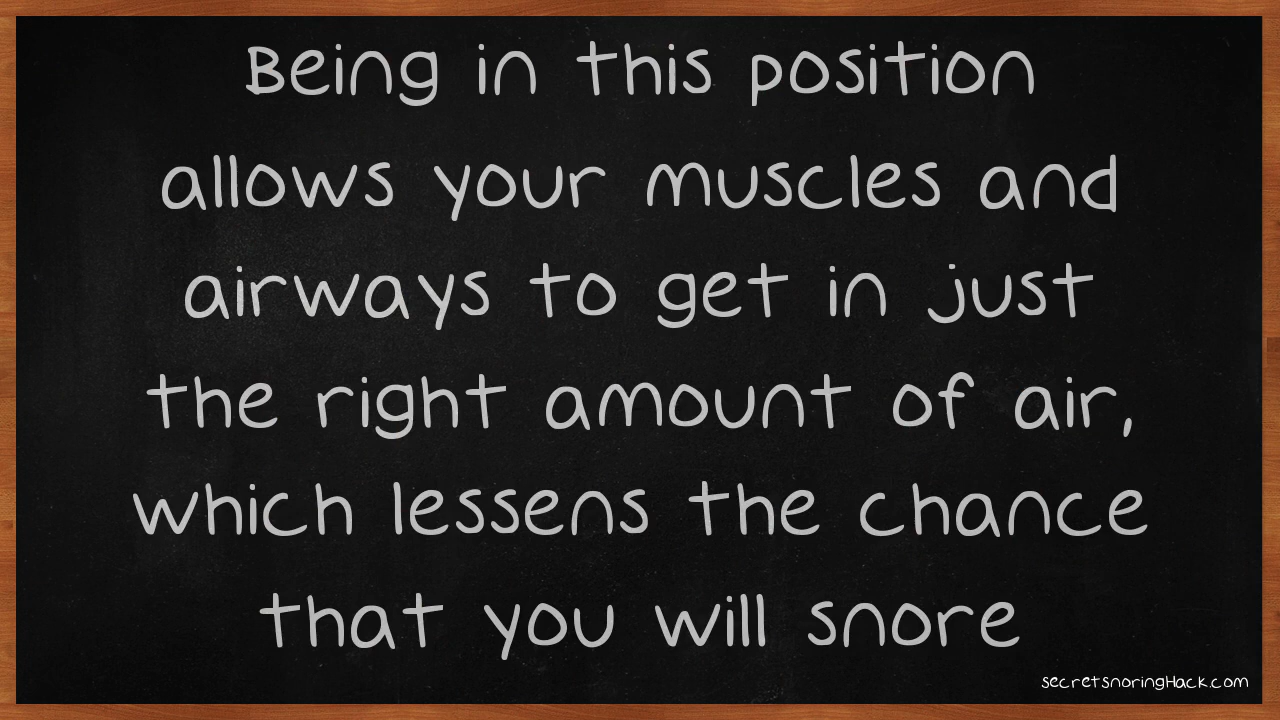 Being in this position
allows your muscles and
airways to get in just
the right amount of air,
which lessens the chance
that you will snore
secretsnoringHack.com